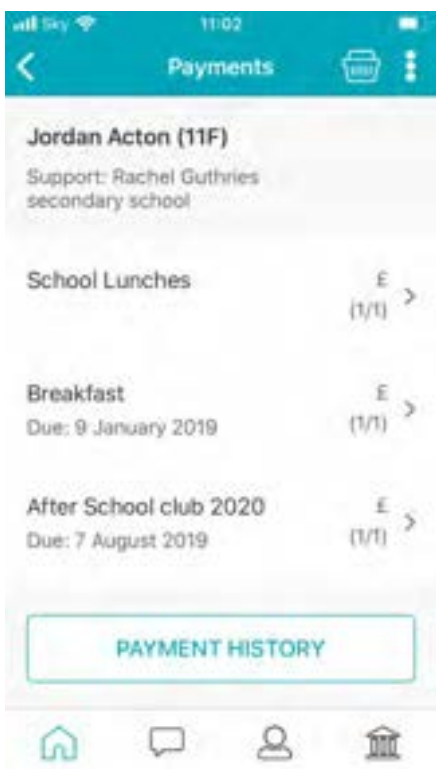 Sky 11:02
Payments
Jordan Acton (11F)
Support: Rachel Guthries
secondary school
School Lunches £
(1/1)
Breakfast £
Due: 9 January 2019 (1/1)
After School club 2020 £
Due: 7 August 2019 (1/1)
PAYMENT HISTORY